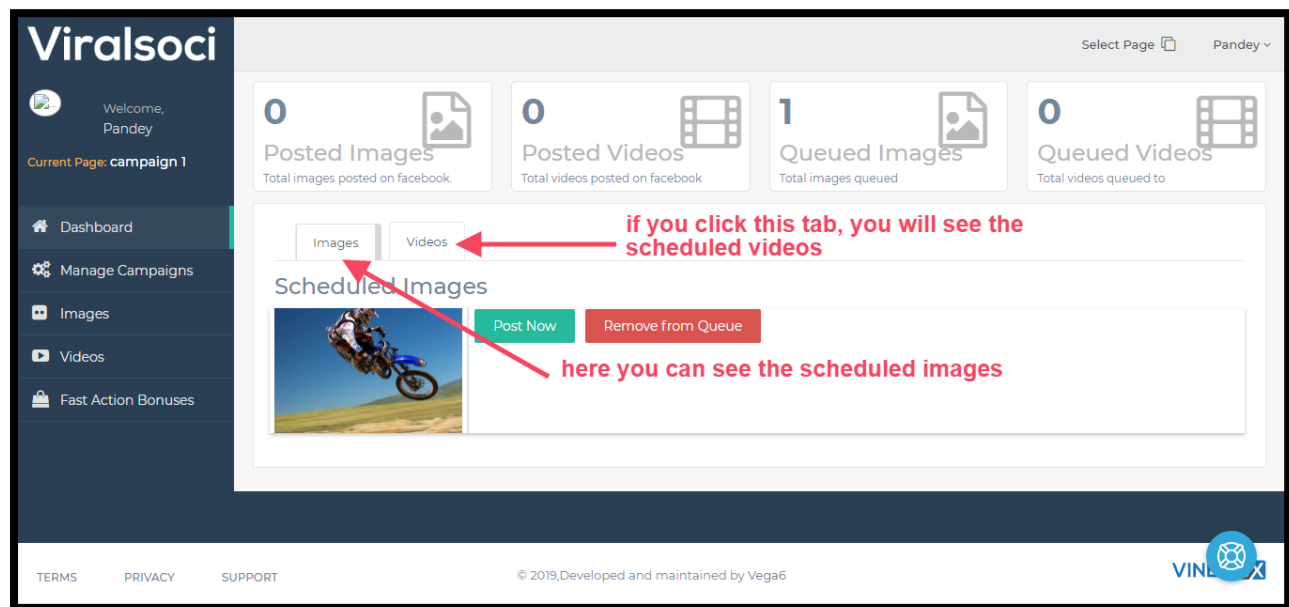 Viralsoci
Select Page
Pandey
Welcome,
Pandey
Current Page: campaign 1
0
Posted Images
Total images posted on facebook.
0
Posted Videos
Total videos posted on facebook
1
Queued Images
Total images queued
0
Queued Videos
Total videos queued to
Dashboard
Manage Campaigns
Images
Videos
Fast Action Bonuses
Images
Videos
if you click this tab, you will see the
scheduled videos
Scheduled Images
Post Now
Remove from Queue
here you can see the scheduled images
TERMS
PRIVACY
SUPPORT
© 2019,Developed and maintained by Vega6